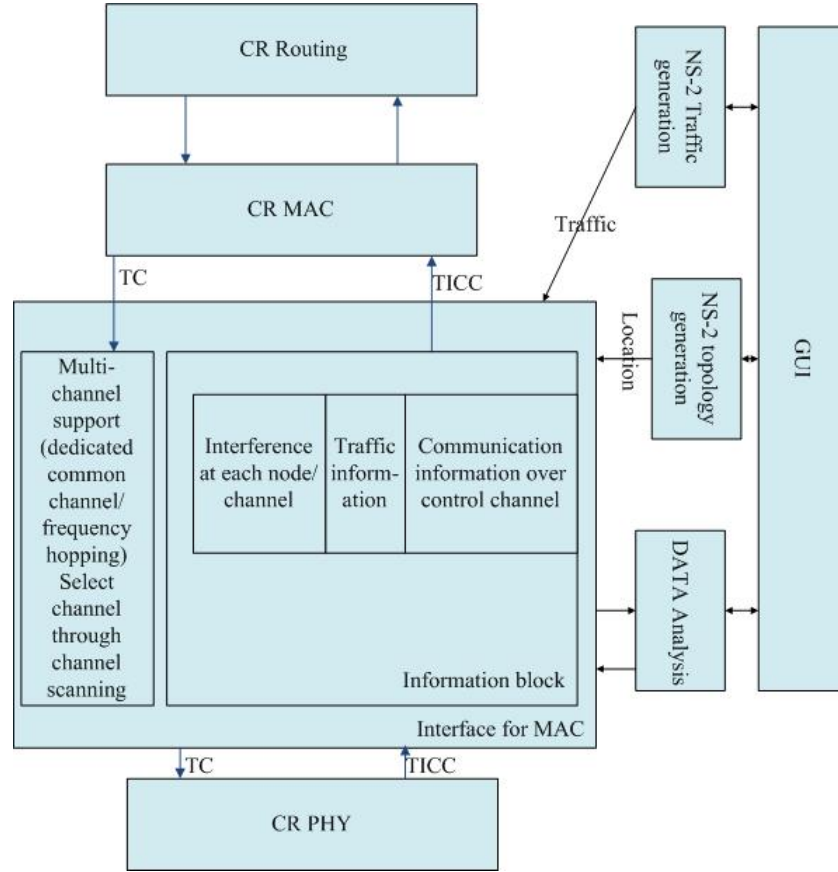 CR Routing
CR MAC
TC
TICC
Multi-
channel
support
(dedicated
common
channel/
frequency
hopping)
Select
channel
through
channel
scanning
Interference
at each node/
channel
Traffic
inform-
ation
Communication
information over
control channel
Information block
Interface for MAC
TC
TICC
CR PHY
Traffic
Location
NS-2 Traffic
generation
NS-2 topology
generation
DATA Analysis
GUI